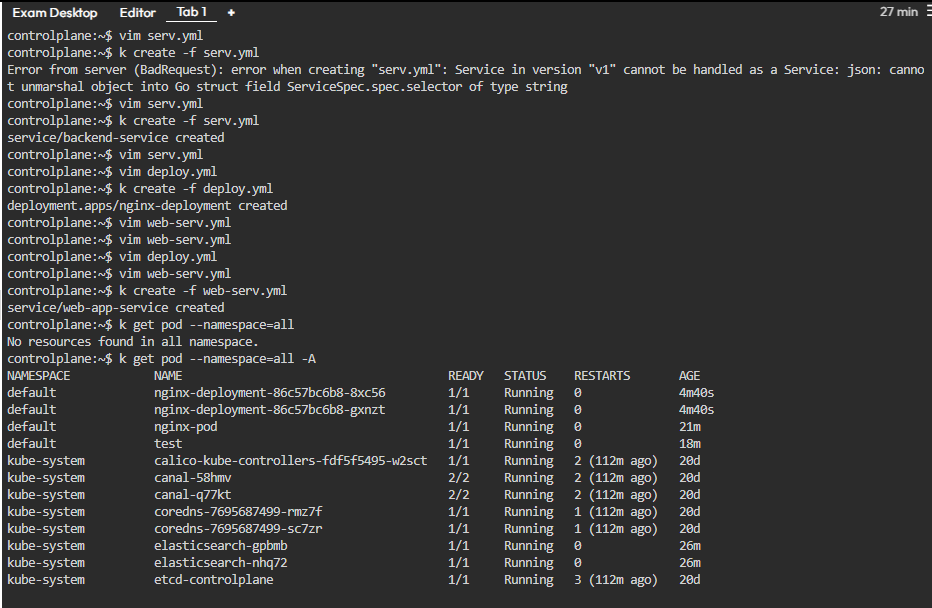 Exam Desktop Editor Tab 1 + 27 min
controlplane:~$ vim serv.yml
controlplane:~$ k create -f serv.yml
Error from server (BadRequest): error when creating "serv.yml": Service in version "v1" cannot be handled as a Service: json: canno
t unmarshal object into Go struct field ServiceSpec.spec.selector of type string
controlplane:~$ vim serv.yml
controlplane:~$ k create -f serv.yml
service/backend-service created
controlplane:~$ vim serv.yml
controlplane:~$ vim deploy.yml
controlplane:~$ k create -f deploy.yml
deployment.apps/nginx-deployment created
controlplane:~$ vim web-serv.yml
controlplane:~$ vim web-serv.yml
controlplane:~$ vim deploy.yml
controlplane:~$ vim web-serv.yml
controlplane:~$ k create -f web-serv.yml
service/web-app-service created
controlplane:~$ k get pod --namespace=all
No resources found in all namespace.
controlplane:~$ k get pod --namespace=all -A
NAMESPACE NAME READY STATUS RESTARTS AGE
default nginx-deployment-86c57bc6b8-8xc56 1/1 Running 0 4m40s
default nginx-deployment-86c57bc6b8-gxnzt 1/1 Running 0 4m40s
default nginx-pod 1/1 Running 0 21m
default test 1/1 Running 0 18m
kube-system calico-kube-controllers-fdf5f5495-w2sct 1/1 Running 2 (112m ago) 20d
kube-system canal-58hmv 2/2 Running 2 (112m ago) 20d
kube-system canal-q77kt 2/2 Running 2 (112m ago) 20d
kube-system coredns-7695687499-rmz7f 1/1 Running 1 (112m ago) 20d
kube-system coredns-7695687499-sc7zr 1/1 Running 1 (112m ago) 20d
kube-system elasticsearch-gpbmb 1/1 Running 0 26m
kube-system elasticsearch-nhq72 1/1 Running 0 26m
kube-system etcd-controlplane 1/1 Running 3 (112m ago) 20d